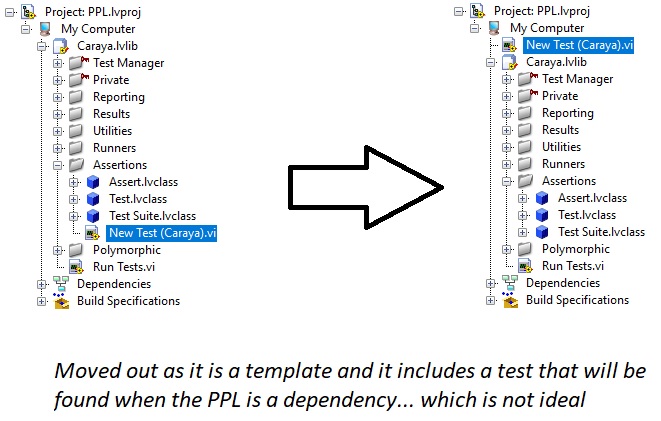 Project: PPL.lvproj
My Computer
Caraya.lvlib
Test Manager
Private
Reporting
Results
Utilities
Runners
Assertions
Assert.lvclass
Test.lvclass
Test Suite.lvclass
New Test (Caraya).vi
Polymorphic
Run Tests.vi
Dependencies
Build Specifications
Project: PPL.lvproj
My Computer
New Test (Caraya).vi
Caraya.lvlib
Test Manager
Private
Reporting
Results
Utilities
Runners
Assertions
Assert.lvclass
Test.lvclass
Test Suite.lvclass
Polymorphic
Run Tests.vi
Dependencies
Build Specifications
Moved out as it is a template and it includes a test that will be
found when the PPL is a dependency... which is not ideal